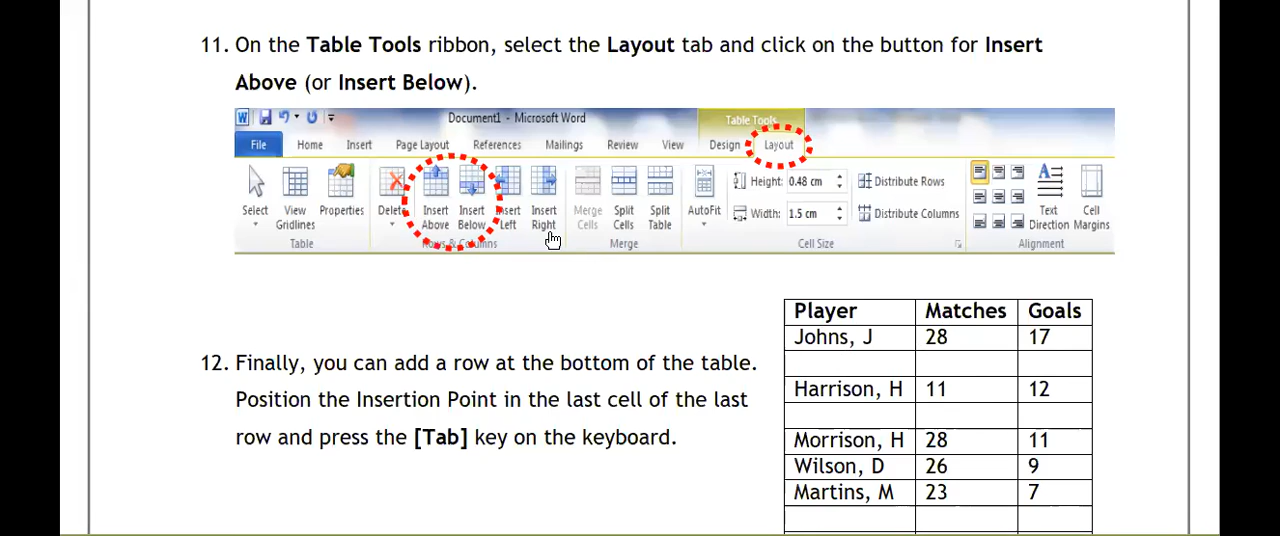 11. On the Table Tools ribbon, select the Layout tab and click on the button for Insert
Above (or Insert Below).
Document1 - Microsoft Word
Table Tools
File Home Insert Page Layout References Mailings Review View Design Layout
Select
View Gridlines
Properties
Delete
Insert Above
Insert Below
Insert Left
Insert Right
Merge Cells
Split Cells
Split Table
AutoFit
Height: 0.48 cm
Width: 1.5 cm
Distribute Rows
Distribute Columns
Text Direction
Cell Margins
Table Rows & Columns Merge Cell Size Alignment
12. Finally, you can add a row at the bottom of the table.
Position the Insertion Point in the last cell of the last
row and press the [Tab] key on the keyboard.
Player Matches Goals
Johns, J 28 17
Harrison, H 11 12
Morrison, H 28 11
Wilson, D 26 9
Martins, M 23 7